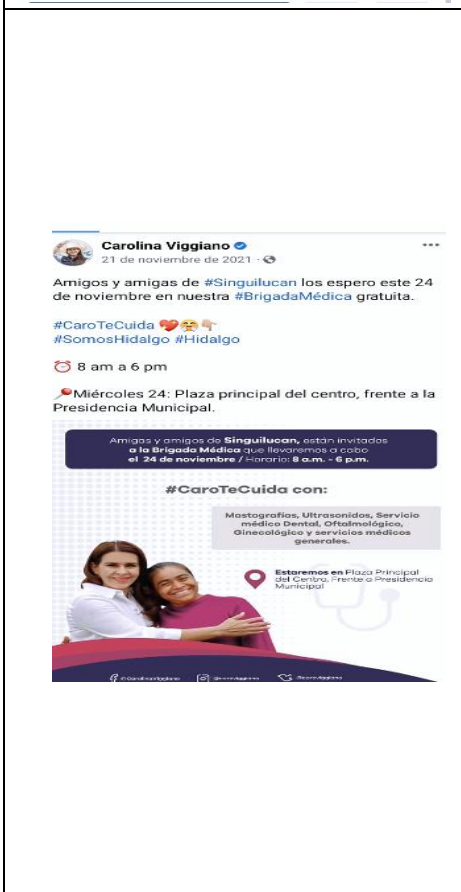 Carolina Viggiano
21 de noviembre de 2021 ·
Amigos y amigas de #Singuilucan los espero este 24
de noviembre en nuestra #BrigadaMédica gratuita.
#CaroTeCuida
#SomosHidalgo #Hidalgo
8 am a 6 pm
Miércoles 24: Plaza principal del centro, frente a la
Presidencia Municipal.
Amigas y amigos de Singuilucan, están invitados
a la Brigada Médica que llevaremos a cabo
el 24 de noviembre / Horario: 8 a.m. - 6 p.m.
#CaroTeCuida con:
Mastografías, Ultrasonidos, Servicio
médico Dental, Oftalmológico,
Ginecológico y servicios médicos
generales.
Estaremos en Plaza Principal
del Centro, Frente a Presidencia
Municipal